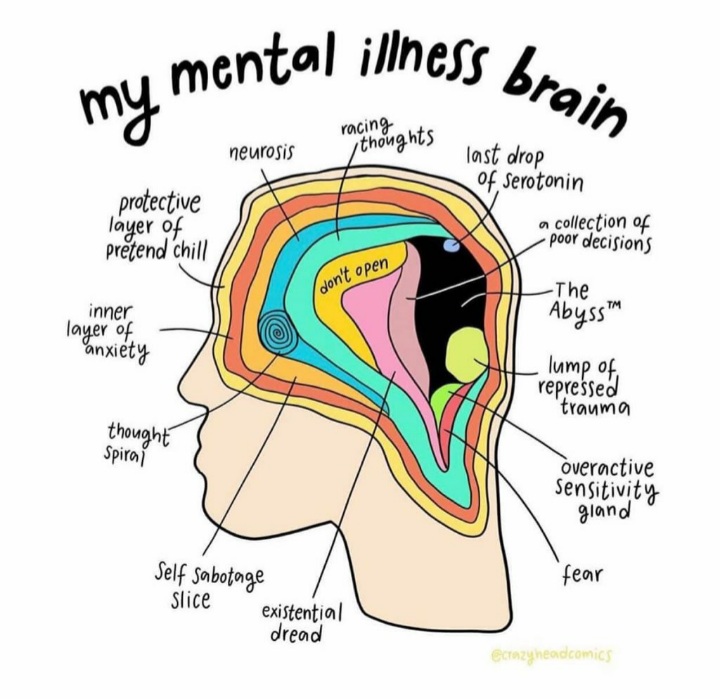 my mental illness brain
neurosis
racing
thoughts
last drop
of serotonin
protective
layer of
pretend chill
a collection of
poor decisions
don't open
The
Abyss™
inner
layer of
anxiety
lump of
repressed
trauma
thought
spiral
overactive
sensitivity
gland
self sabotage
slice
existential
dread
fear
@crazyheadcomics